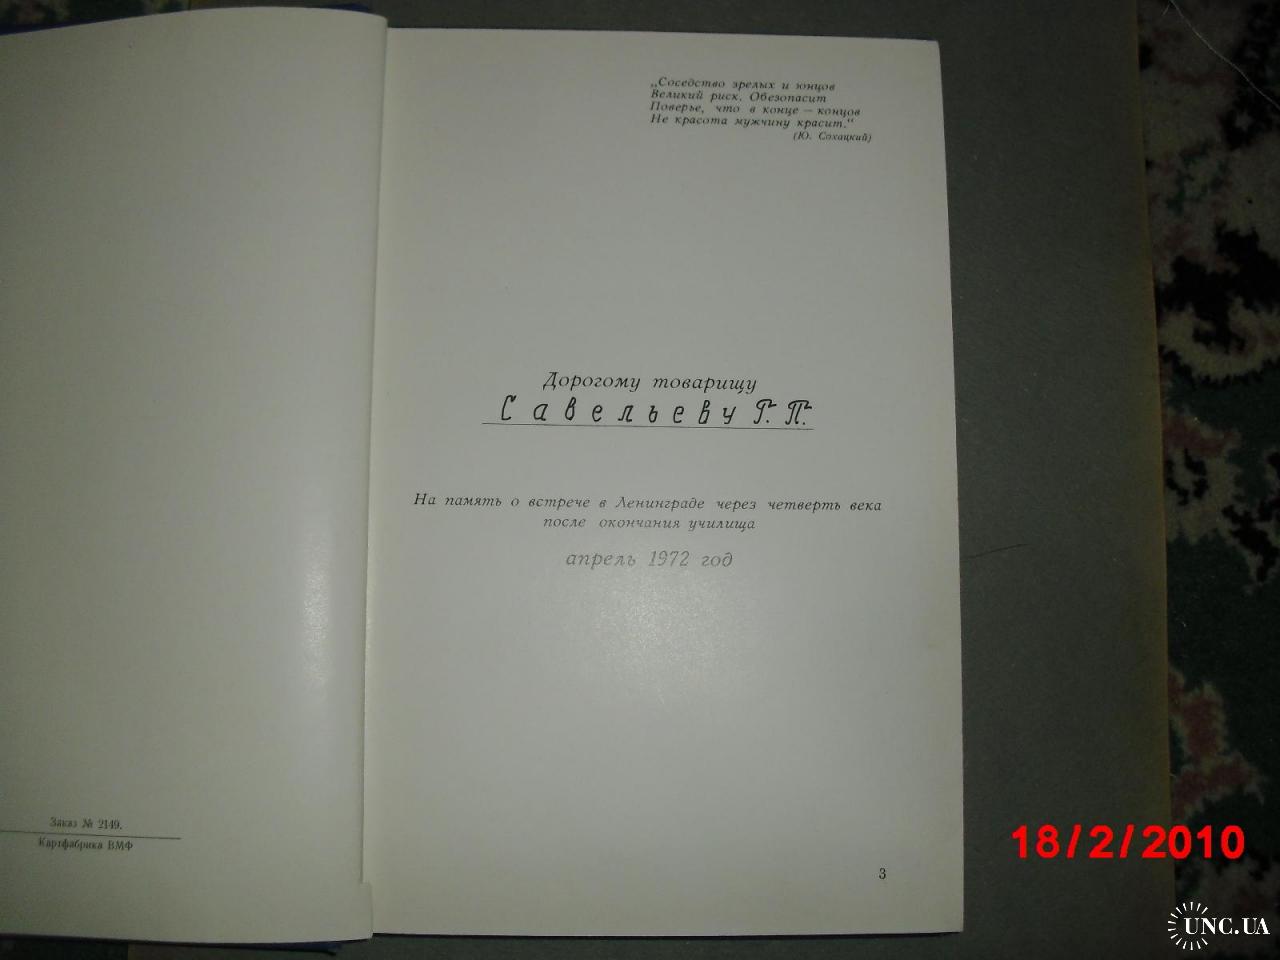 „Соседство зрелых и юнцов
Великий риск. Обезопасит
Поверье, что в конце – концов
Не красота мужчину красит.“
(Ю. Сохацкий)
Дорогому товарищу
Савельеву Г. П.
На память о встрече в Ленинграде через четверть века
после окончания училища
апрель 1972 год
3
Заказ № 2149.
Картфабрика ВМФ
18/2/2010
UNC.UA